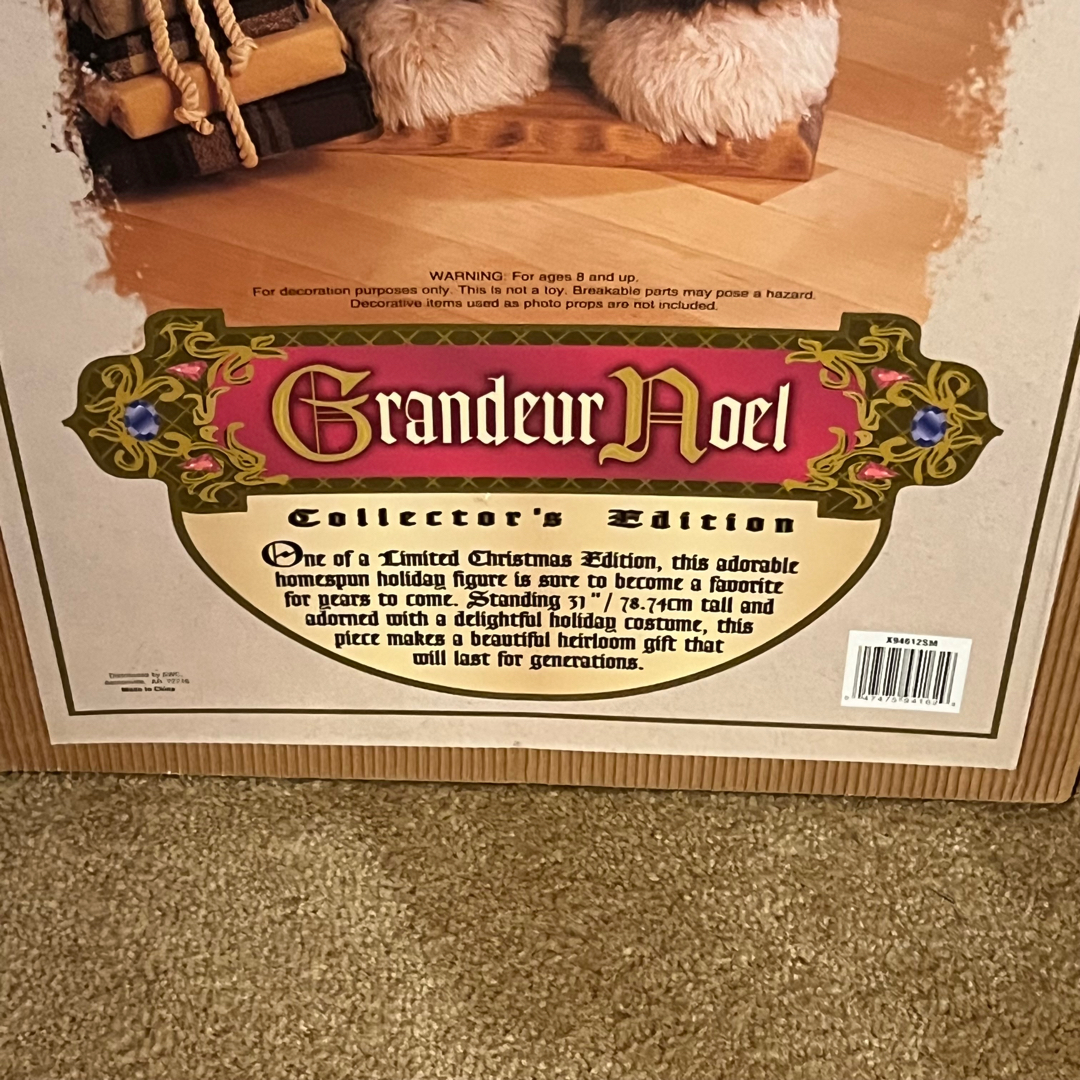 WARNING: For ages 8 and up.
For decoration purposes only. This is not a toy. Breakable parts may pose a hazard.
Decorative items used as photo props are not included.
Grandeur Noel
Collector's Edition
One of a Limited Christmas Edition, this adorable
homespun holiday figure is sure to become a favorite
for years to come. Standing 31"/ 78.74cm tall and
adorned with a delightful holiday costume, this
piece makes a beautiful heirloom gift that
will last for generations.
X94612SM
Distributed by
AR
Made in China